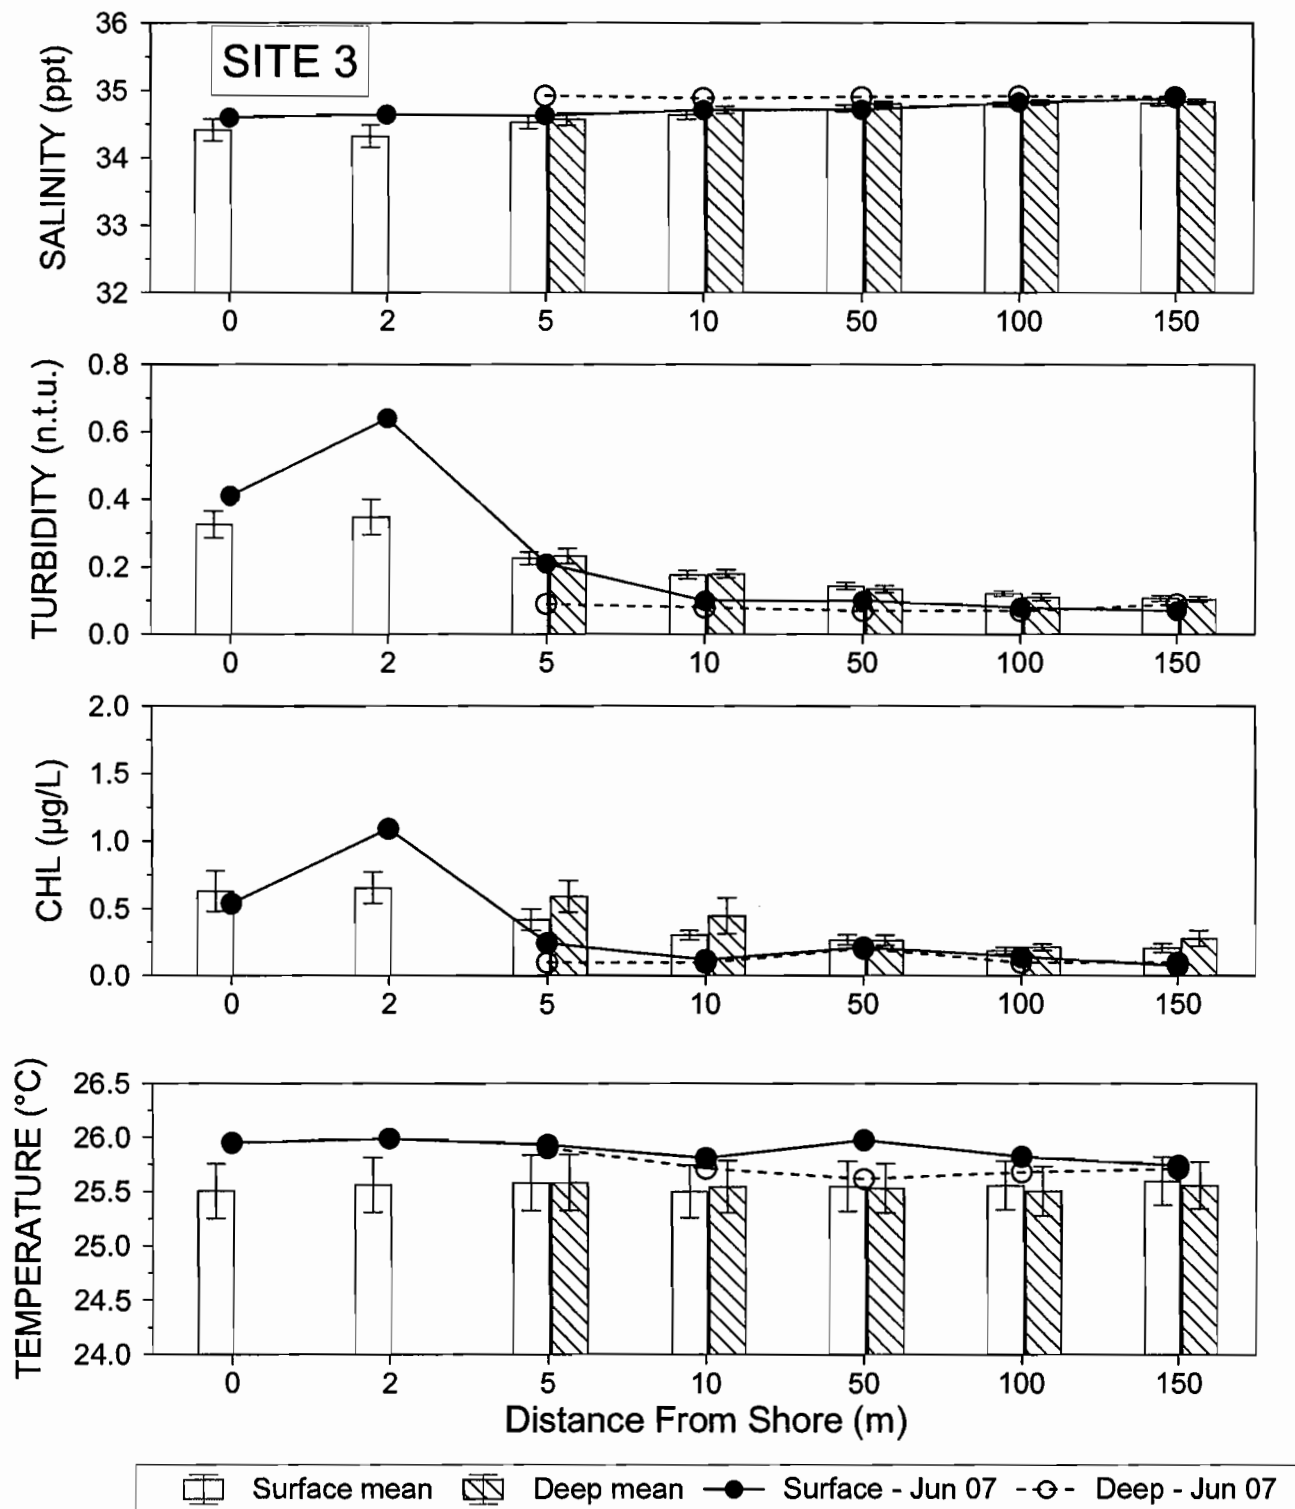 SITE 3
SALINITY (ppt)
36
35
34
33
32
0 2 5 10 50 100 150
TURBIDITY (n.t.u.)
0.8
0.6
0.4
0.2
0.0
0 2 5 10 50 100 150
CHL (µg/L)
2.0
1.5
1.0
0.5
0.0
0 2 5 10 50 100 150
TEMPERATURE (°C)
26.5
26.0
25.5
25.0
24.5
24.0
0 2 5 10 50 100 150
Distance From Shore (m)
Surface mean Deep mean Surface - Jun 07 Deep - Jun 07